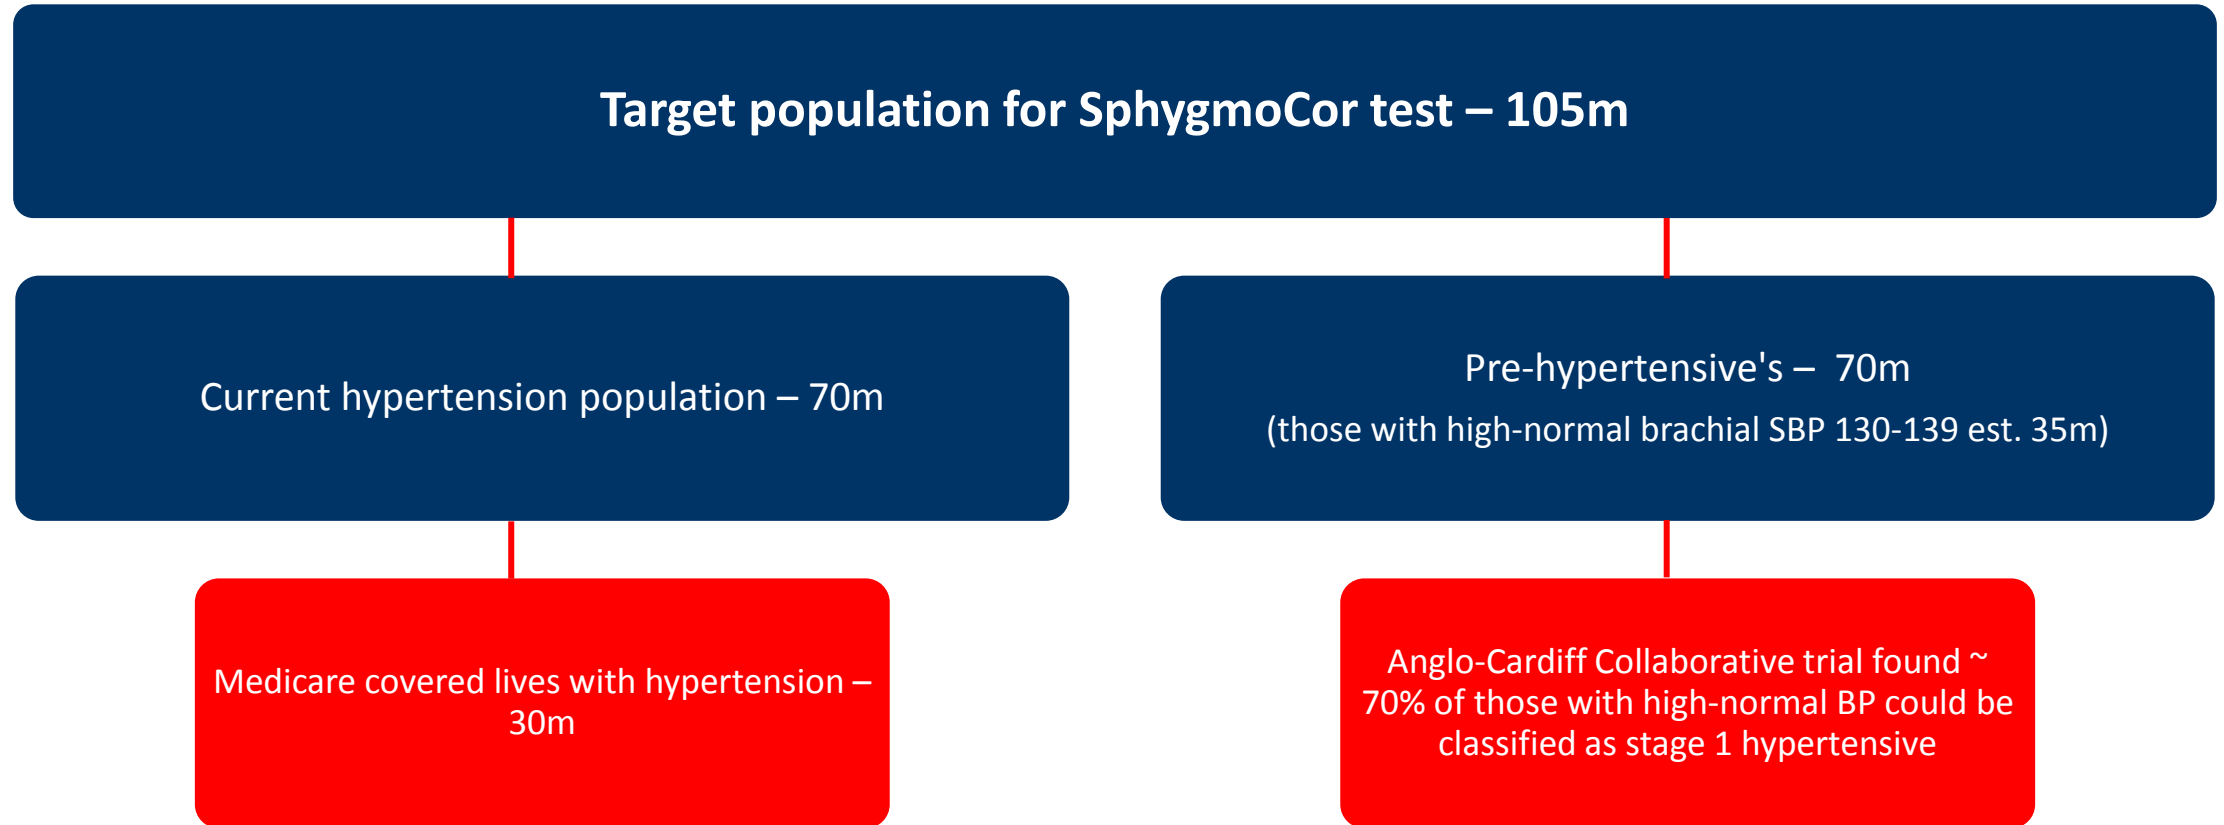 Target population for SphygmoCor test – 105m
Current hypertension population – 70m
Pre-hypertensive's –  70m
(those with high-normal brachial SBP 130-139 est. 35m)
Medicare covered lives with hypertension –
30m
Anglo-Cardiff Collaborative trial found ~
70% of those with high-normal BP could be
classified as stage 1 hypertensive